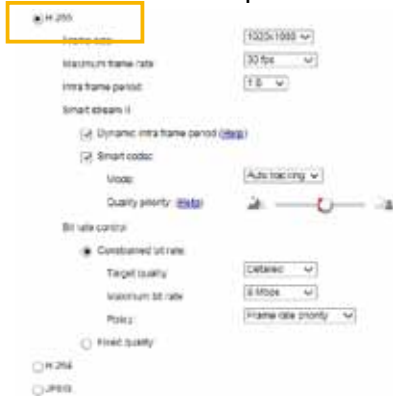 H.265
Frame size: 1920x1080
Maximum frame rate 30 fps
Intra frame period:
Smart stream II
Dynamic intra frame period (Help)
Smart codec
Mode: Auto tracking
Quality priority: (Help)
Bit rate control
Constrained bit rate:
Target quality Detailed
Maximum bit rate
Policy: Frame rate priority
Fixed quality
H.264
JPEG